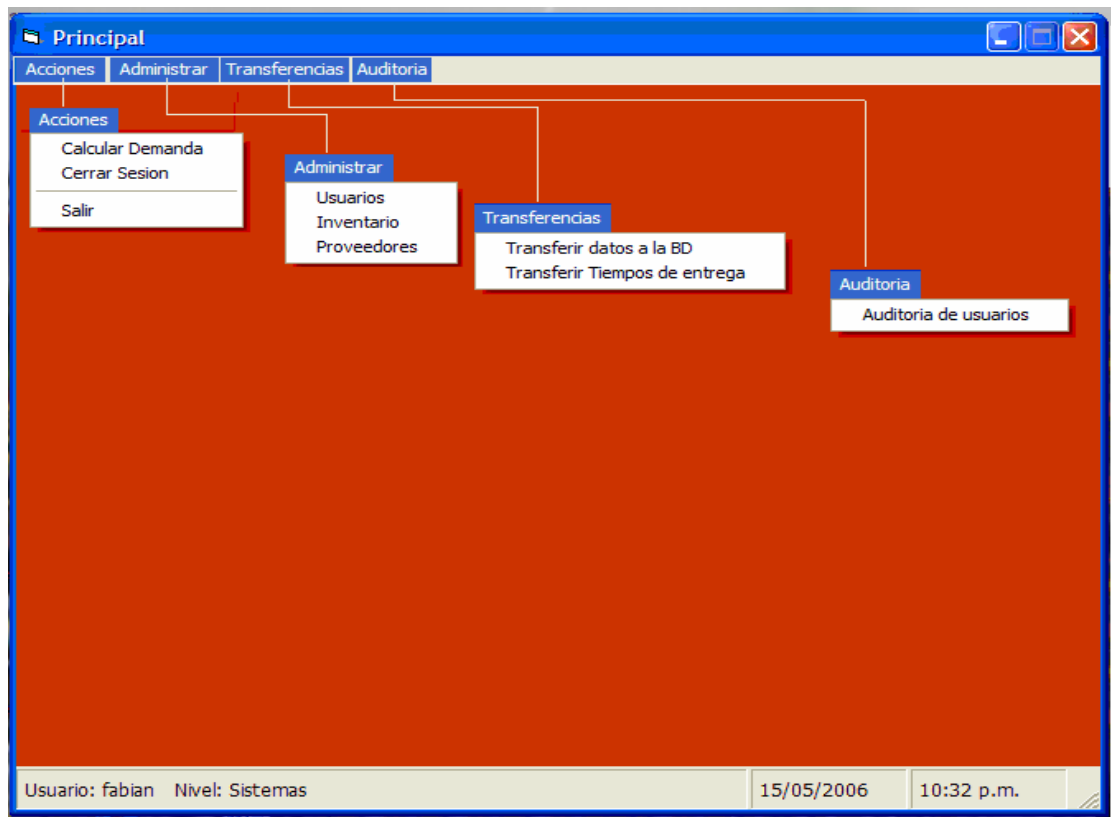 Principal
Acciones Administrar Transferencias Auditoria
Acciones
Calcular Demanda
Cerrar Sesion
Salir
Administrar
Usuarios
Inventario
Proveedores
Transferencias
Transferir datos a la BD
Transferir Tiempos de entrega
Auditoria
Auditoria de usuarios
Usuario: fabian Nivel: Sistemas 15/05/2006 10:32 p.m.